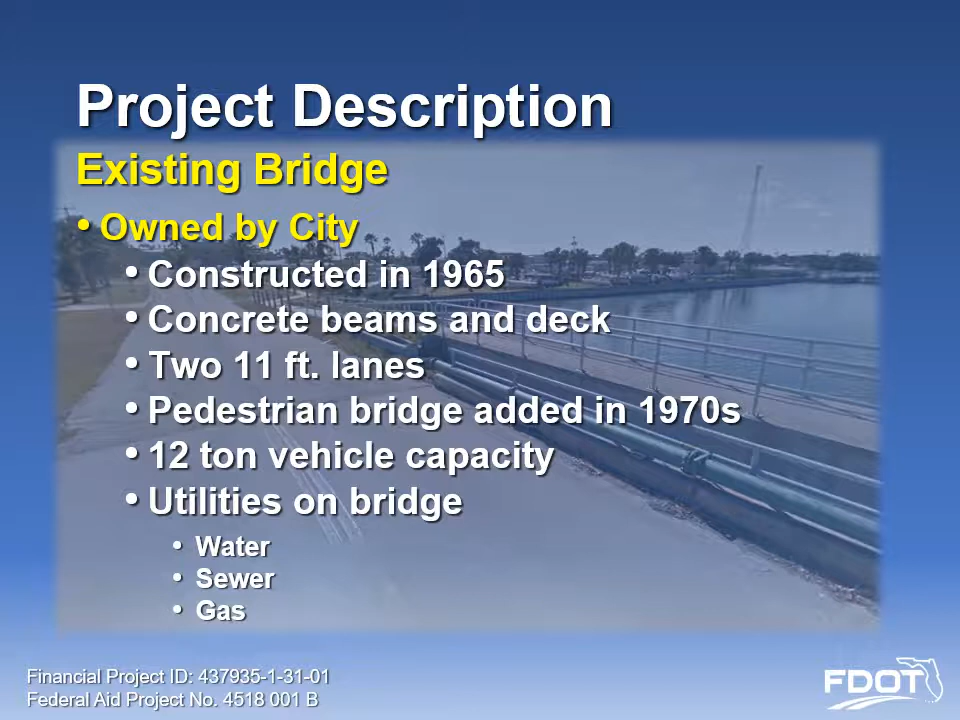 Project Description
Existing Bridge
• Owned by City
• Constructed in 1965
• Concrete beams and deck
• Two 11 ft. lanes
• Pedestrian bridge added in 1970s
• 12 ton vehicle capacity
• Utilities on bridge
• Water
• Sewer
• Gas
Financial Project ID: 437935-1-31-01
Federal Aid Project No. 4518 001 B
FDOT